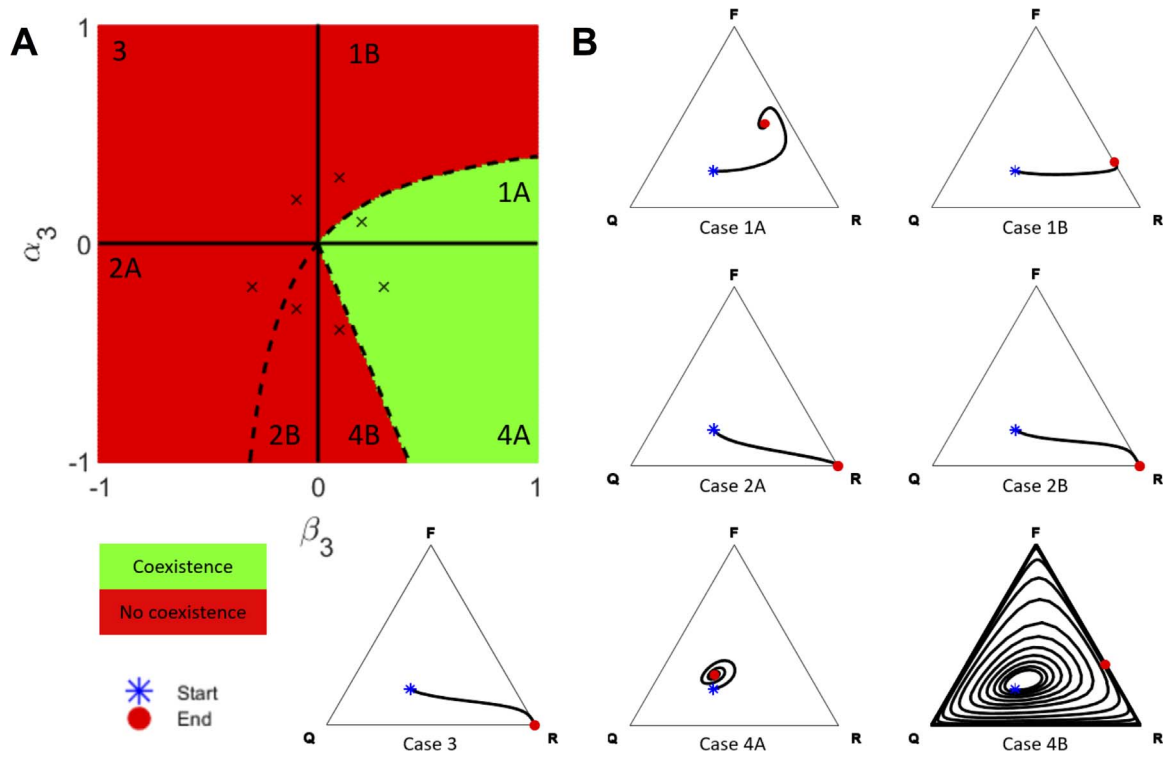 A
1
3
1B
1A
α3
0
2A
2B
4B
4A
-1
-1
0
1
β3
Coexistence
No coexistence
Start
End
B
F
Q
R
Case 1A
F
Q
R
Case 1B
F
Q
R
Case 2A
F
Q
R
Case 2B
F
Q
R
Case 3
F
Q
R
Case 4A
F
Q
R
Case 4B